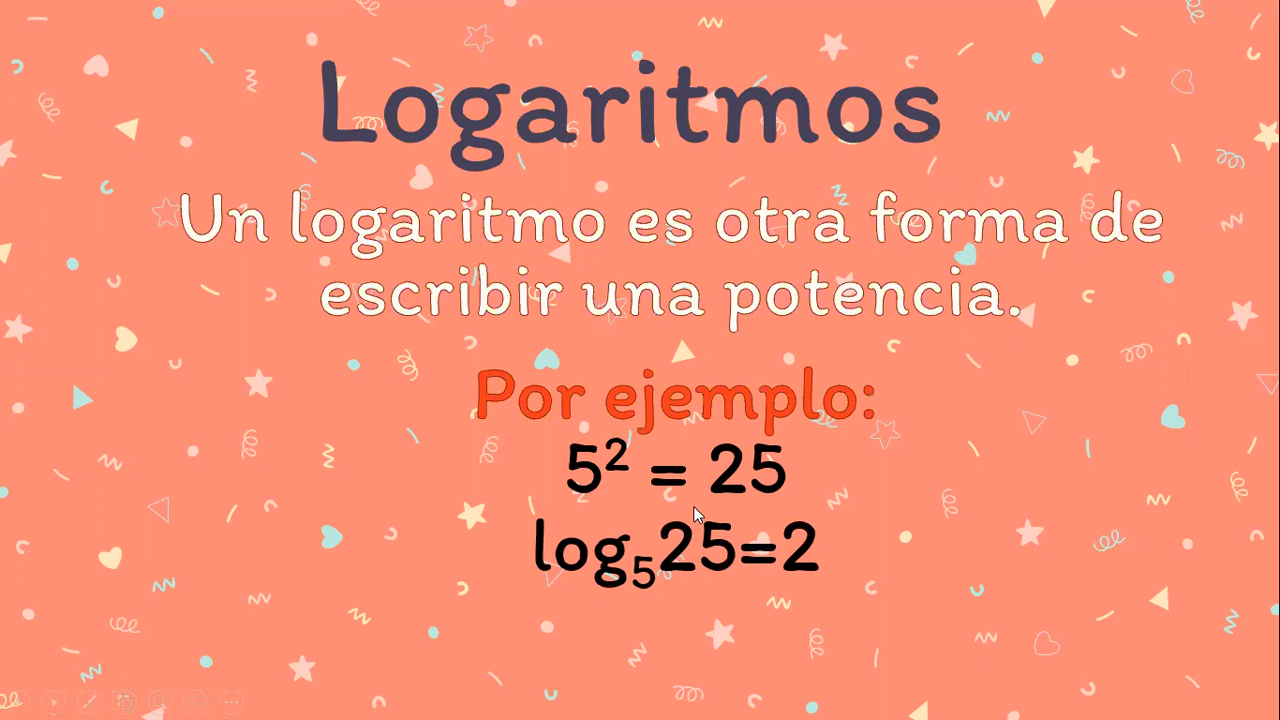 Logaritmos
Un logaritmo es otra forma de
escribir una potencia.
Por ejemplo:
5² = 25
log₅25=2